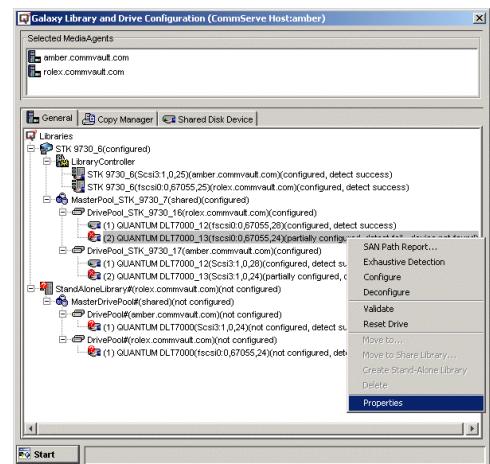 Galaxy Library and Drive Configuration (CommServe Host:amber)
Selected MediaAgents
amber.commvault.com
rolex.commvault.com
General
Copy Manager
Shared Disk Device
Libraries
STK 9730_6(configured)
LibraryController
STK 9730_6(Scsi3:1,0,25)(amber.commvault.com)(configured, detect success)
STK 9730_6(fscsi0:0,67055,25)(rolex.commvault.com)(configured, detect success)
MasterPool_STK_9730_7(shared)(configured)
DrivePool_STK_9730_16(rolex.commvault.com)(configured)
(1) QUANTUM DLT7000_12(fscsi0:0,67055,28)(configured, detect success)
(2) QUANTUM DLT7000_13(fscsi0:0,67055,24)(partially configured, detect fail - device not found)
DrivePool_STK_9730_17(amber.commvault.com)(configured)
(1) QUANTUM DLT7000_12(Scsi3:1,0,28)(configured, detect su
(2) QUANTUM DLT7000_13(Scsi3:1,0,24)(partially configured, d
StandAloneLibrary#(rolex.commvault.com)(not configured)
MasterDrivePool#(shared)(not configured)
DrivePool#(amber.commvault.com)(not configured)
(1) QUANTUM DLT7000(Scsi3:1,0,24)(not configured, detect su
DrivePool#(rolex.commvault.com)(not configured)
(1) QUANTUM DLT7000(fscsi0:0,67055,24)(not configured, det
SAN Path Report...
Exhaustive Detection
Configure
Deconfigure
Validate
Reset Drive
Move to...
Move to Share Library...
Create Stand-Alone Library
Delete
Properties
Start